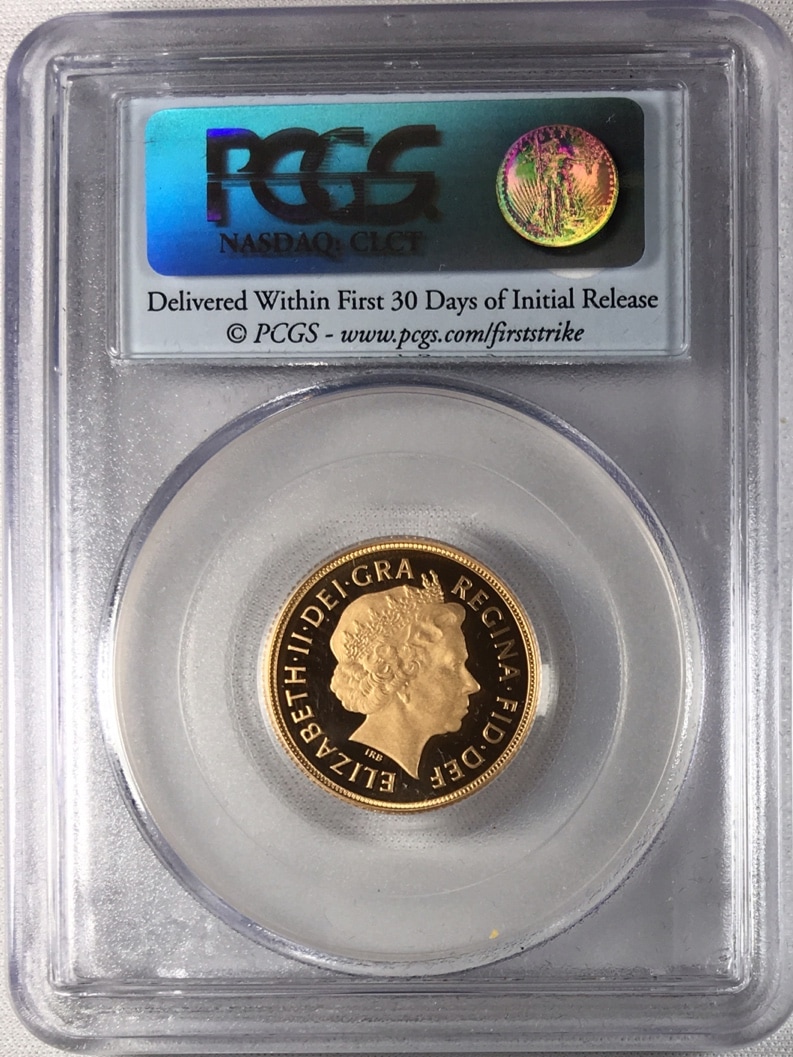 PCGS
NASDAQ: CLCT
Delivered Within First 30 Days of Initial Release
© PCGS - www.pcgs.com/firststrike
ELIZABETH·II·DEI·GRA REGINA·FID·DEF
IRB